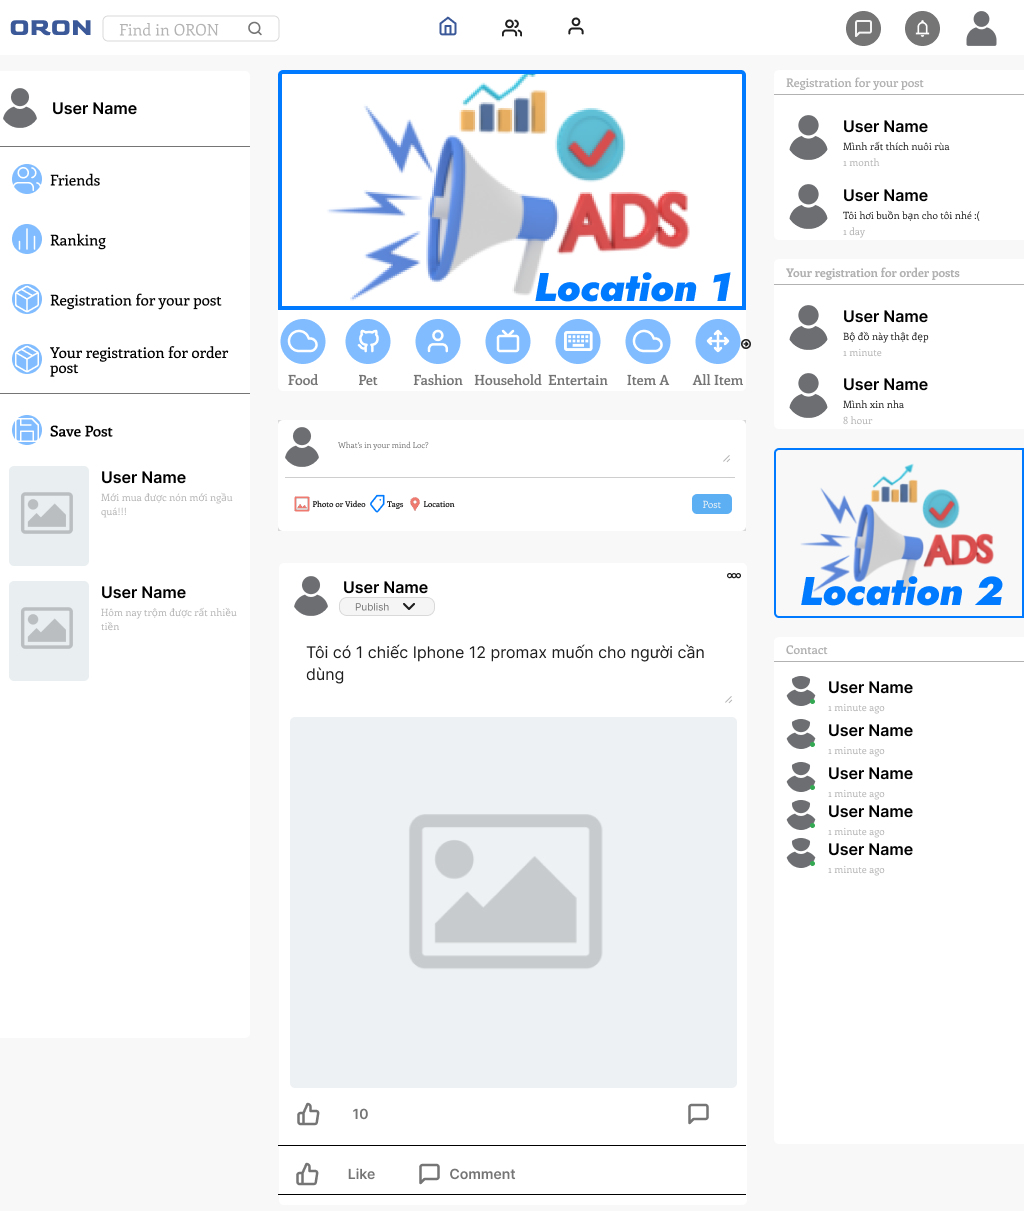 ORON
Find in ORON
User Name
Friends
Ranking
Registration for your post
Your registration for order
post
Save Post
User Name
Mới mua được nón mới ngầu
quá!!!
User Name
Hôm nay trộm được rất nhiều
tiền
ADS
Location 1
Food
Pet
Fashion
Household
Entertain
Item A
All Item
What's in your mind Loc?
Photo or Video
Tags
Location
Post
User Name
Publish
Tôi có 1 chiếc Iphone 12 promax muốn cho người cần
dùng
10
Like
Comment
Registration for your post
User Name
Mình rất thích nuôi rùa
1 month
User Name
Tôi hơi buồn bạn cho tôi nhé :(
1 day
Your registration for order posts
User Name
Bộ đồ này thật đẹp
1 minute
User Name
Mình xin nha
8 hour
ADS
Location 2
Contact
User Name
1 minute ago
User Name
1 minute ago
User Name
1 minute ago
User Name
1 minute ago
User Name
1 minute ago